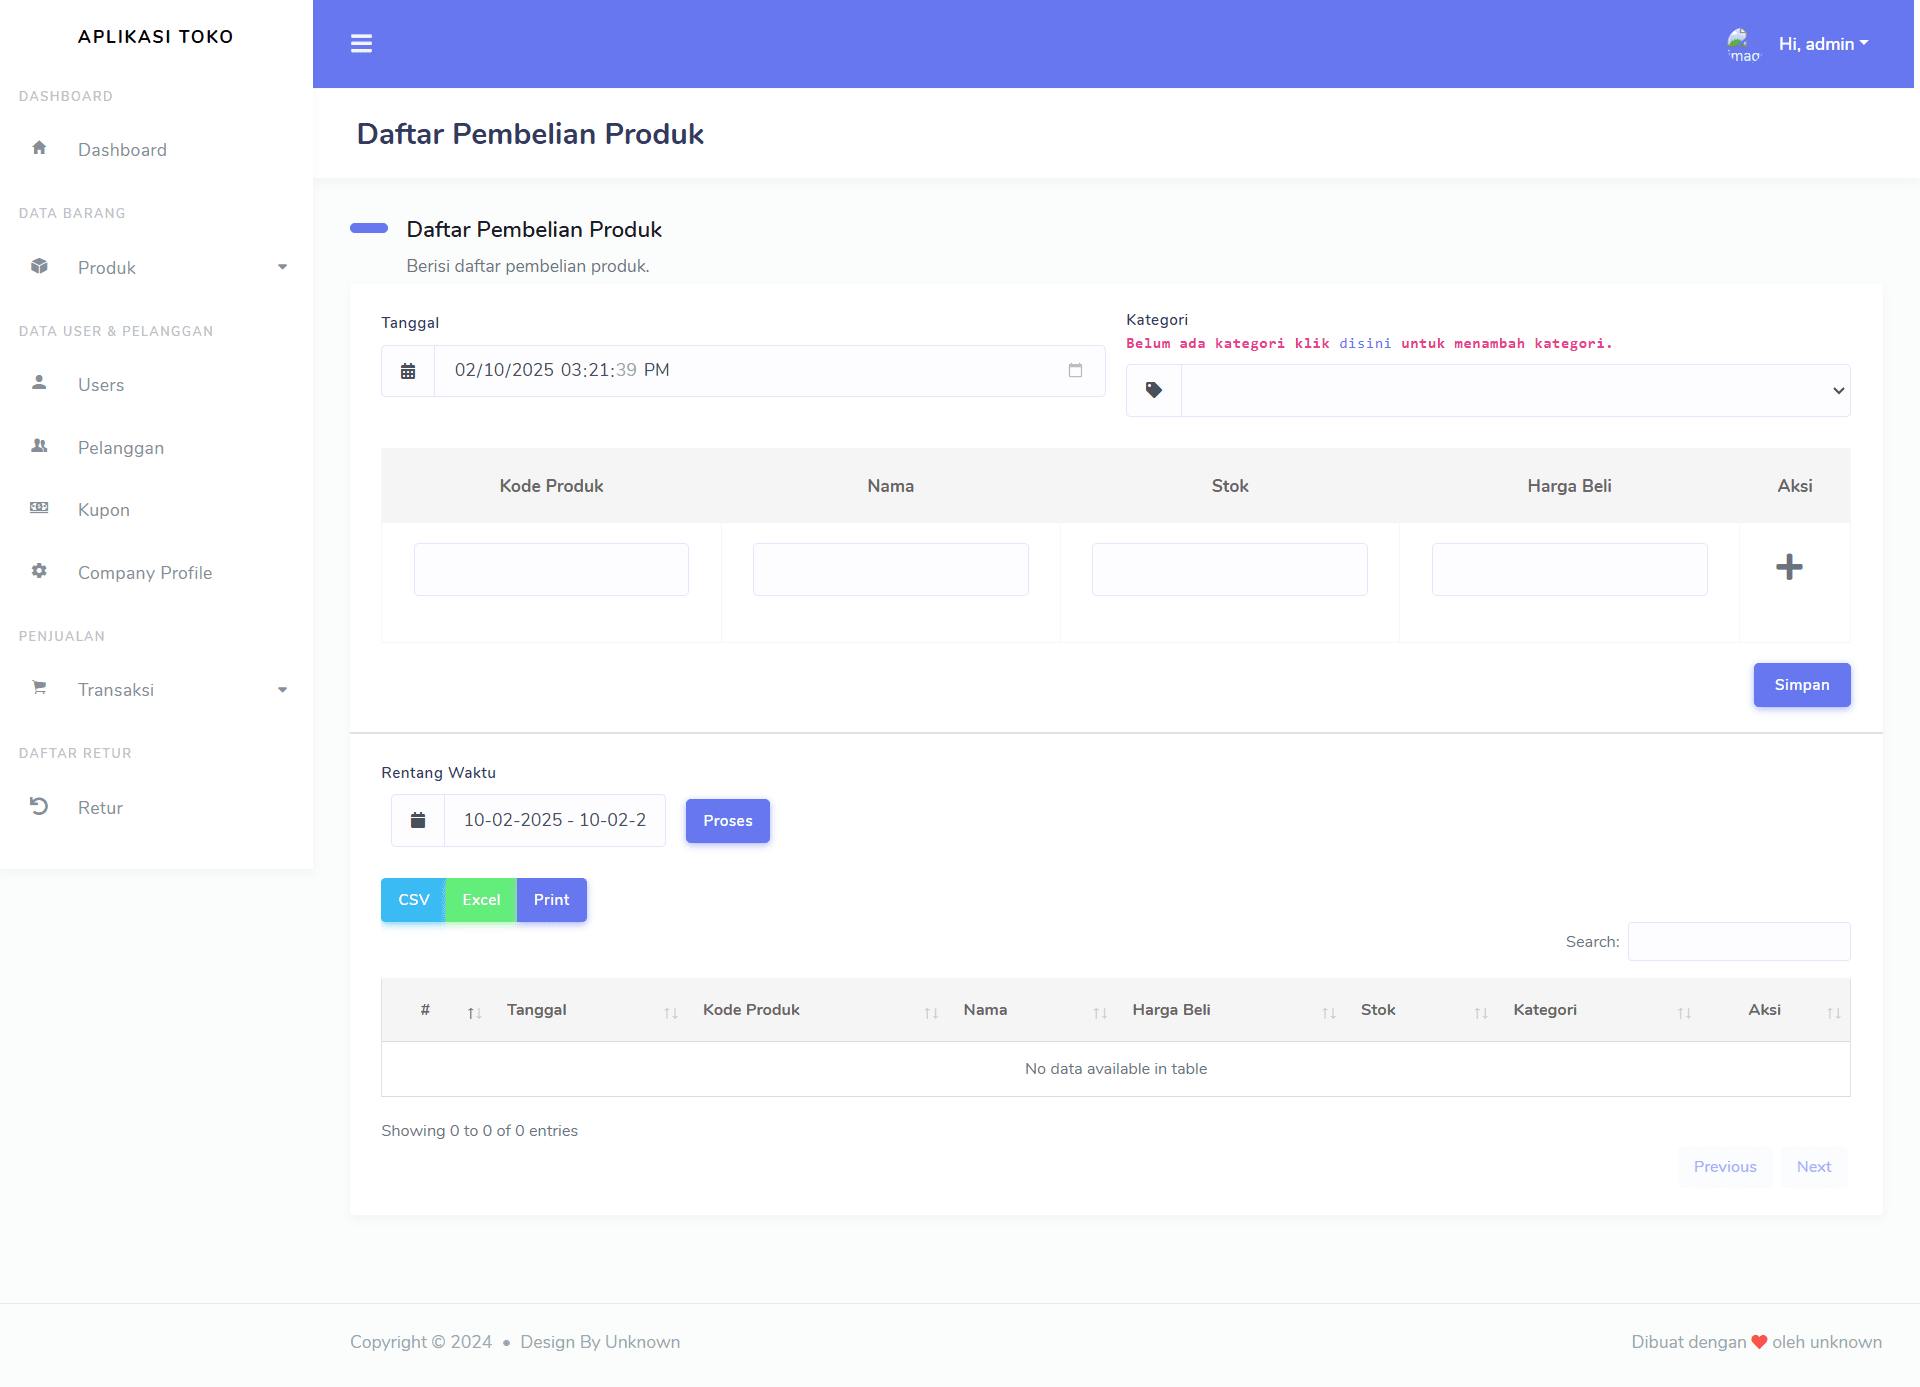 APLIKASI TOKO
DASHBOARD
Dashboard
DATA BARANG
Produk
DATA USER & PELANGGAN
Users
Pelanggan
Kupon
Company Profile
PENJUALAN
Transaksi
DAFTAR RETUR
Retur
imag
Hi, admin
Daftar Pembelian Produk
Daftar Pembelian Produk
Berisi daftar pembelian produk.
Tanggal
02/10/2025 03:21:39 PM
Kategori
Belum ada kategori klik disini untuk menambah kategori.
Kode Produk Nama Stok Harga Beli Aksi
Simpan
Rentang Waktu
10-02-2025 - 10-02-2
Proses
CSV Excel Print
Search:
# Tanggal Kode Produk Nama Harga Beli Stok Kategori Aksi
No data available in table
Showing 0 to 0 of 0 entries
Previous Next
Copyright © 2024 • Design By Unknown
Dibuat dengan ❤ oleh unknown